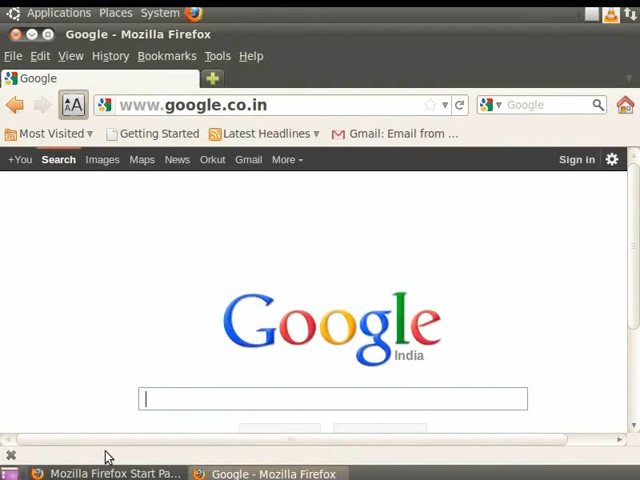 Applications Places System
Google - Mozilla Firefox
File Edit View History Bookmarks Tools Help
Google
A www.google.co.in Google
Most Visited Getting Started Latest Headlines Gmail: Email from ...
+You Search Images Maps News Orkut Gmail More Sign in
Google
India
Mozilla Firefox Start Pa... Google - Mozilla Firefox